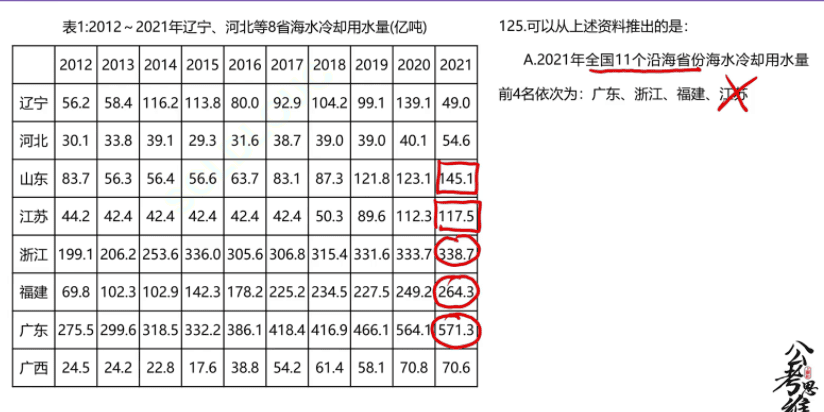 表1:2012～2021年辽宁、河北等8省海水冷却用水量(亿吨)
2012 2013 2014 2015 2016 2017 2018 2019 2020 2021
辽宁 56.2 58.4 116.2 113.8 80.0 92.9 104.2 99.1 139.1 49.0
河北 30.1 33.8 39.1 29.3 31.6 38.7 39.0 39.0 40.1 54.6
山东 83.7 56.3 56.4 56.6 63.7 83.1 87.3 121.8 123.1 145.1
江苏 44.2 42.4 42.4 42.4 42.4 42.4 50.3 89.6 112.3 117.5
浙江 199.1 206.2 253.6 336.0 305.6 306.8 315.4 331.6 333.7 338.7
福建 69.8 102.3 102.9 142.3 178.2 225.2 234.5 227.5 249.2 264.3
广东 275.5 299.6 318.5 332.2 386.1 418.4 416.9 466.1 564.1 571.3
广西 24.5 24.2 22.8 17.6 38.8 54.2 61.4 58.1 70.8 70.6
125.可以从上述资料推出的是：
A.2021年全国11个沿海省份海水冷却用水量
前4名依次为：广东、浙江、福建、江苏
公考思维